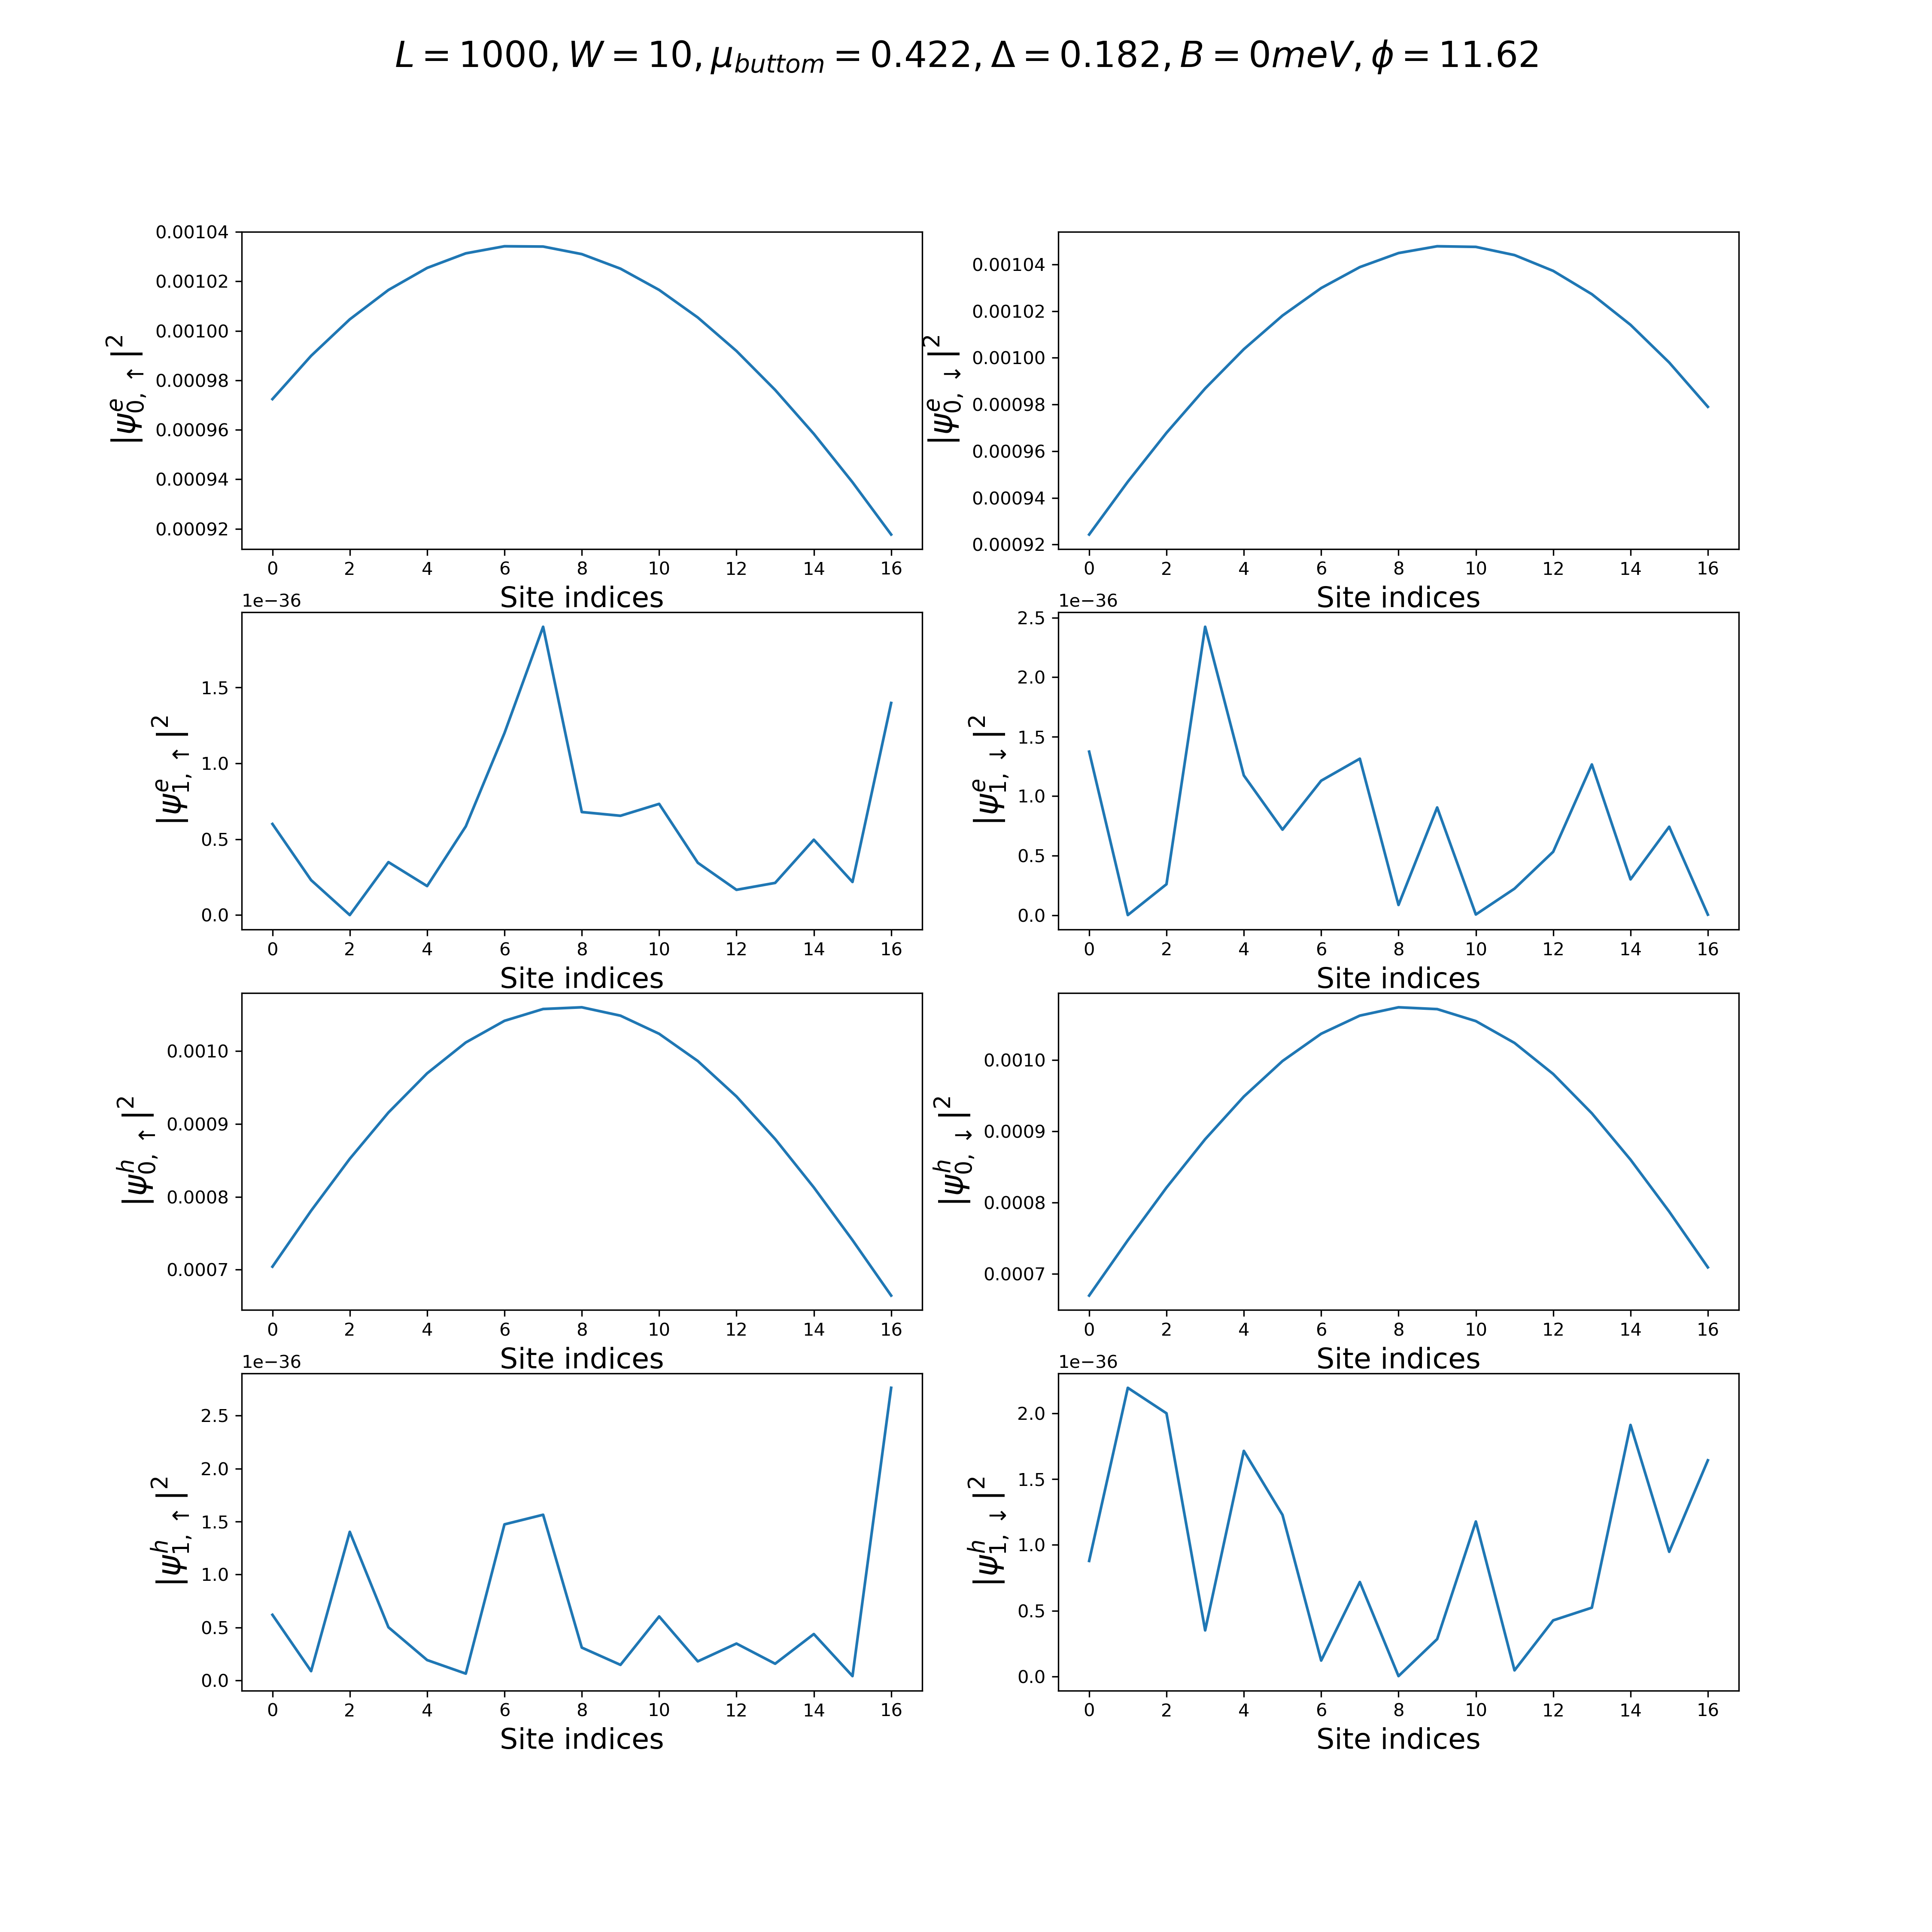 L = 1000, W = 10, μ_buttom = 0.422, Δ = 0.182, B = 0meV, ϕ = 11.62
|ψ^e_{0,↑}|^2
0.00104
0.00102
0.00100
0.00098
0.00096
0.00094
0.00092
0 2 4 6 8 10 12 14 16
Site indices
|ψ^e_{0,↓}|^2
0.00104
0.00102
0.00100
0.00098
0.00096
0.00094
0.00092
0 2 4 6 8 10 12 14 16
Site indices
1e−36
|ψ^e_{1,↑}|^2
1.5
1.0
0.5
0.0
0 2 4 6 8 10 12 14 16
Site indices
1e−36
|ψ^e_{1,↓}|^2
2.5
2.0
1.5
1.0
0.5
0.0
0 2 4 6 8 10 12 14 16
Site indices
|ψ^h_{0,↑}|^2
0.0010
0.0009
0.0008
0.0007
0 2 4 6 8 10 12 14 16
Site indices
|ψ^h_{0,↓}|^2
0.0010
0.0009
0.0008
0.0007
0 2 4 6 8 10 12 14 16
Site indices
1e−36
|ψ^h_{1,↑}|^2
2.5
2.0
1.5
1.0
0.5
0.0
0 2 4 6 8 10 12 14 16
Site indices
1e−36
|ψ^h_{1,↓}|^2
2.0
1.5
1.0
0.5
0.0
0 2 4 6 8 10 12 14 16
Site indices